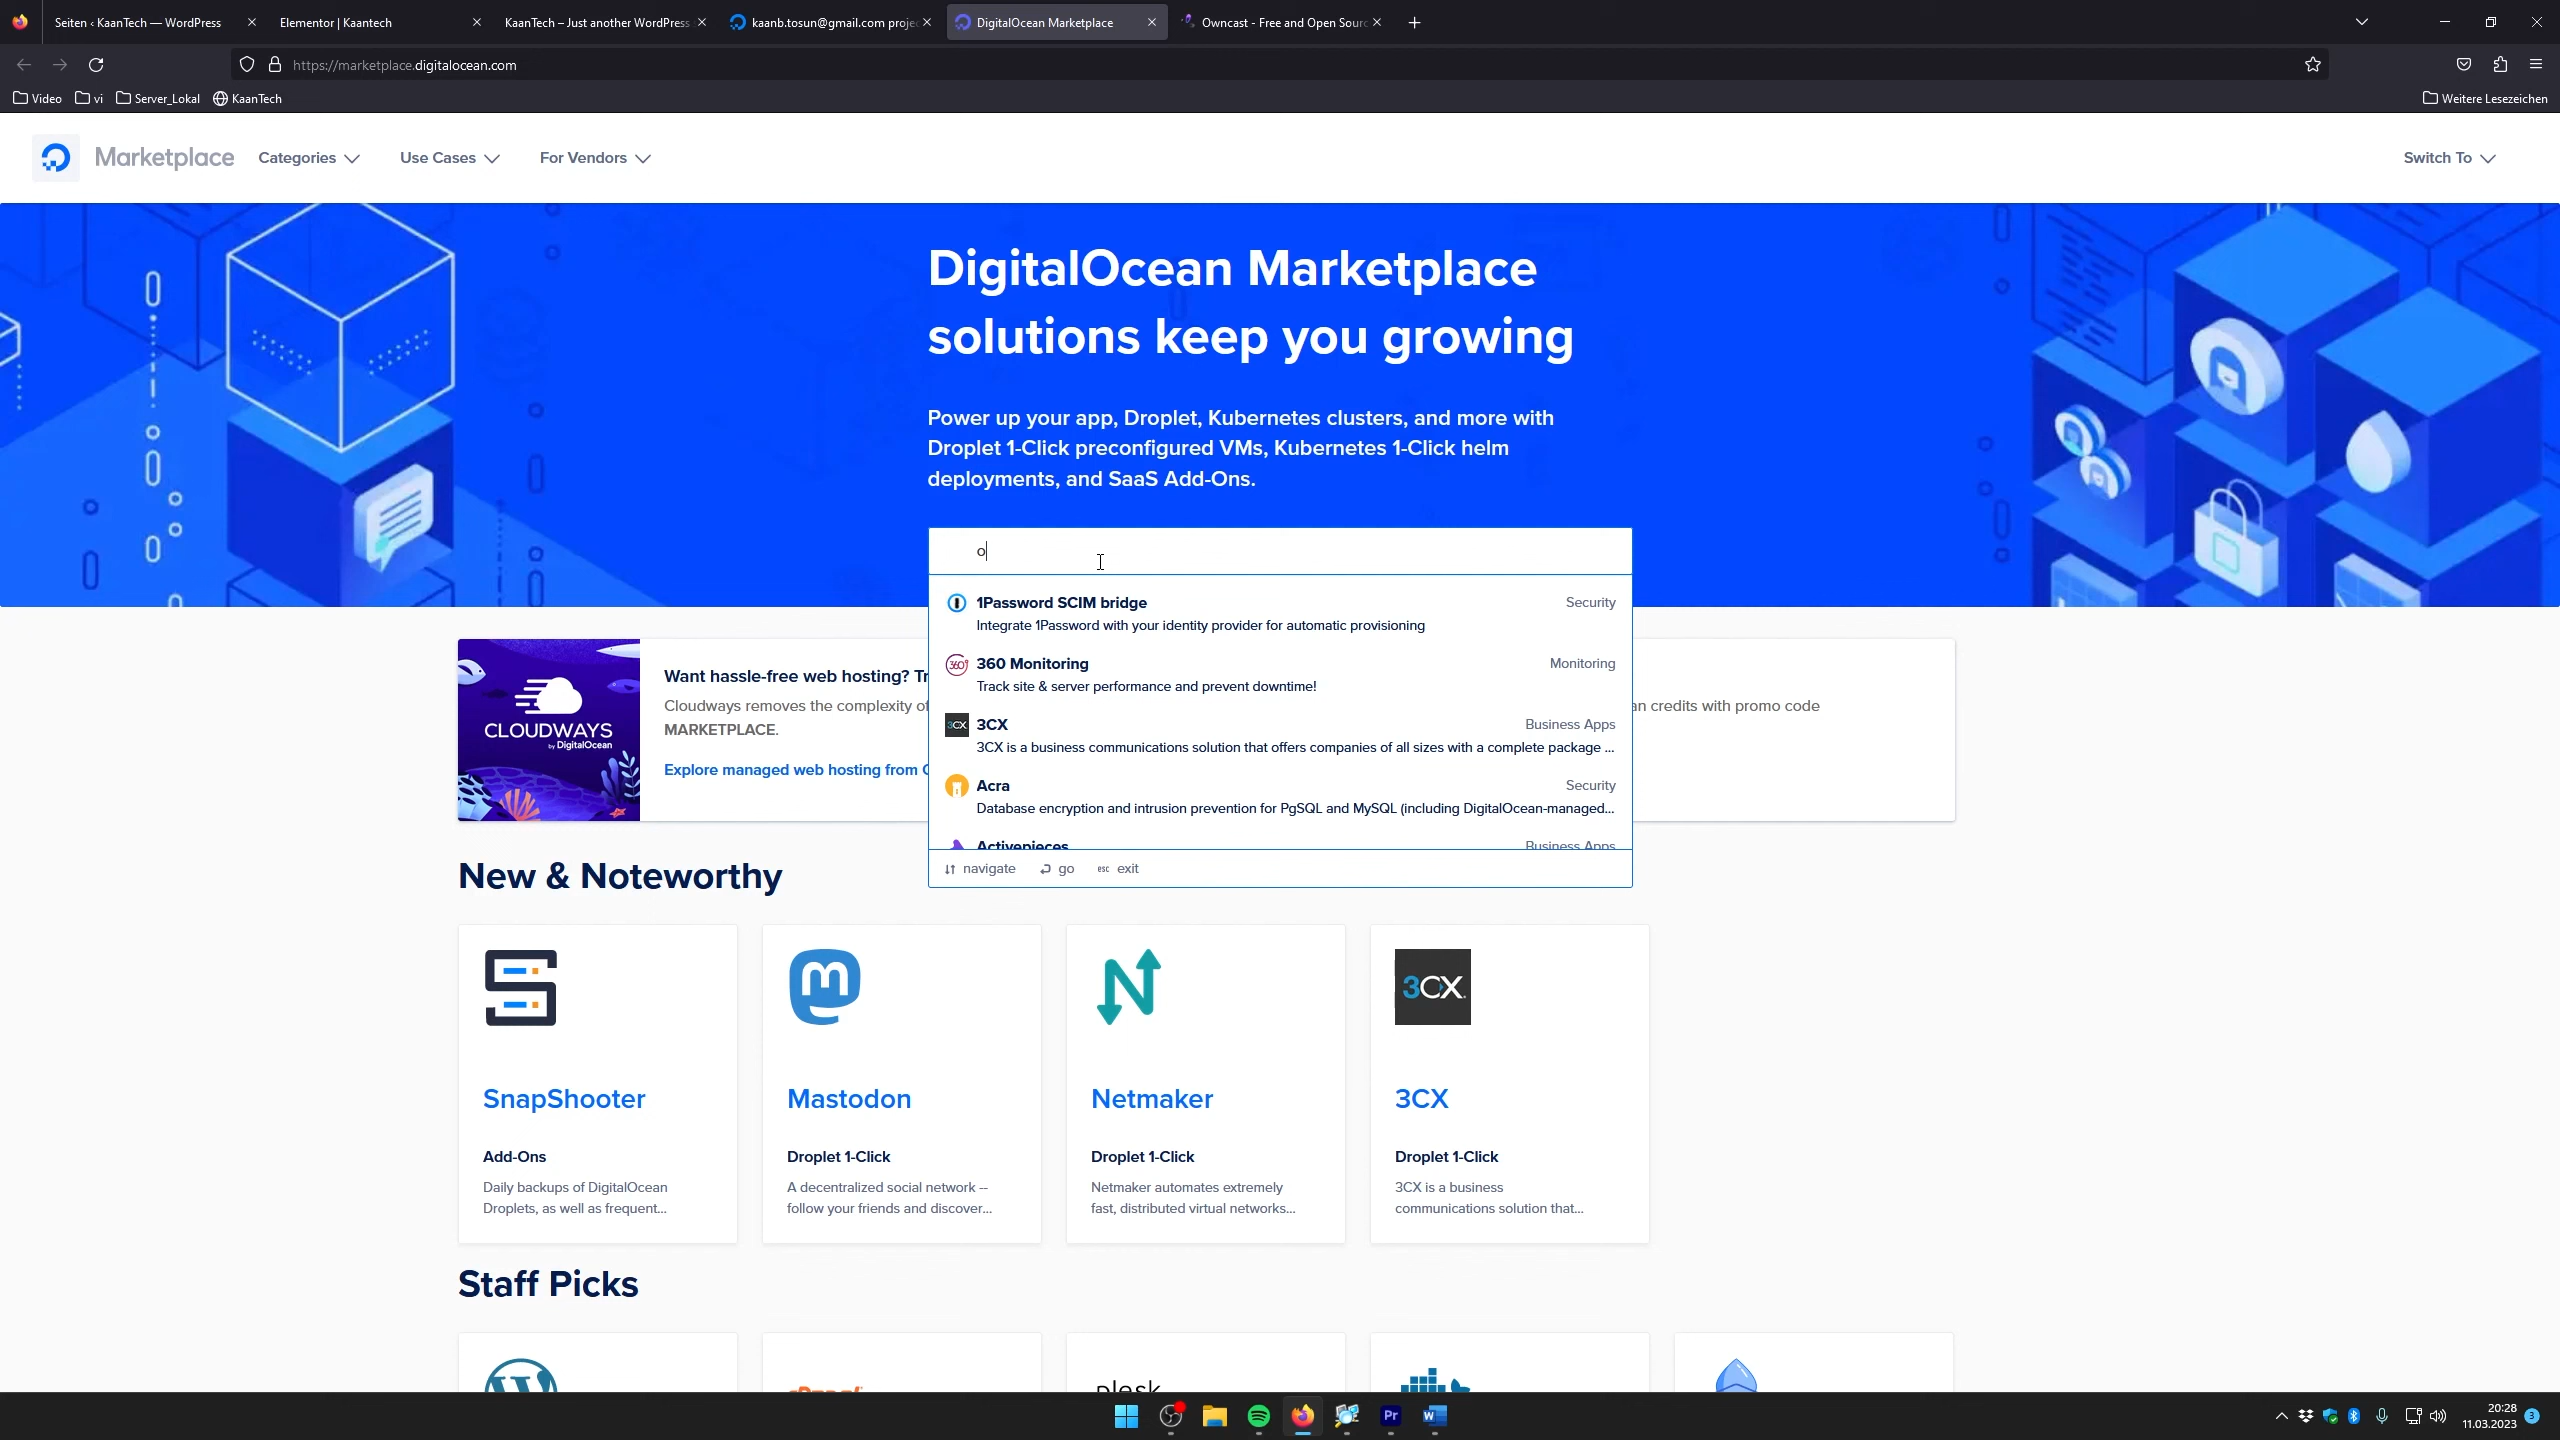 Seiten ‹ KaanTech — WordPress
Elementor | Kaantech
KaanTech – Just another WordPress
kaanb.tosun@gmail.com proje
DigitalOcean Marketplace
Owncast - Free and Open Sourc
https://marketplace.digitalocean.com
Video
vi
Server_Lokal
KaanTech
Weitere Lesezeichen
Marketplace
Categories
Use Cases
For Vendors
Switch To
DigitalOcean Marketplace
solutions keep you growing
Power up your app, Droplet, Kubernetes clusters, and more with
Droplet 1-Click preconfigured VMs, Kubernetes 1-Click helm
deployments, and SaaS Add-Ons.
o
1Password SCIM bridge
Security
Integrate 1Password with your identity provider for automatic provisioning
360 Monitoring
Monitoring
Track site & server performance and prevent downtime!
3CX
3CX
Business Apps
3CX is a business communications solution that offers companies of all sizes with a complete package ...
Acra
Security
Database encryption and intrusion prevention for PgSQL and MySQL (including DigitalOcean-managed...
Activepieces
Business Apps
navigate
go
esc exit
CLOUDWAYS
by DigitalOcean
Want hassle-free web hosting? Tr
Cloudways removes the complexity of
an credits with promo code
MARKETPLACE.
Explore managed web hosting from C
New & Noteworthy
SnapShooter
Add-Ons
Daily backups of DigitalOcean
Droplets, as well as frequent...
Mastodon
Droplet 1-Click
A decentralized social network --
follow your friends and discover...
Netmaker
Droplet 1-Click
Netmaker automates extremely
fast, distributed virtual networks...
3CX
3CX
Droplet 1-Click
3CX is a business
communications solution that...
Staff Picks
plesk
Pr
20:28
11.03.2023
3